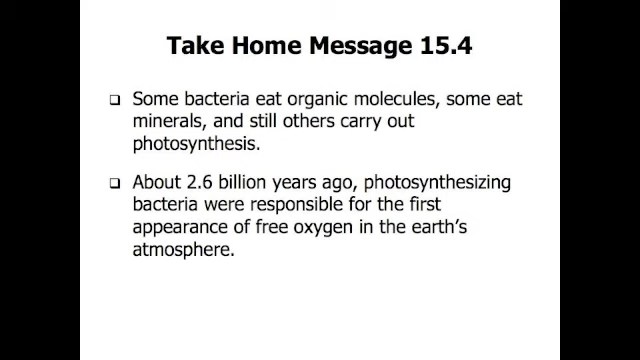 Take Home Message 15.4
❑ Some bacteria eat organic molecules, some eat
minerals, and still others carry out
photosynthesis.
❑ About 2.6 billion years ago, photosynthesizing
bacteria were responsible for the first
appearance of free oxygen in the earth's
atmosphere.